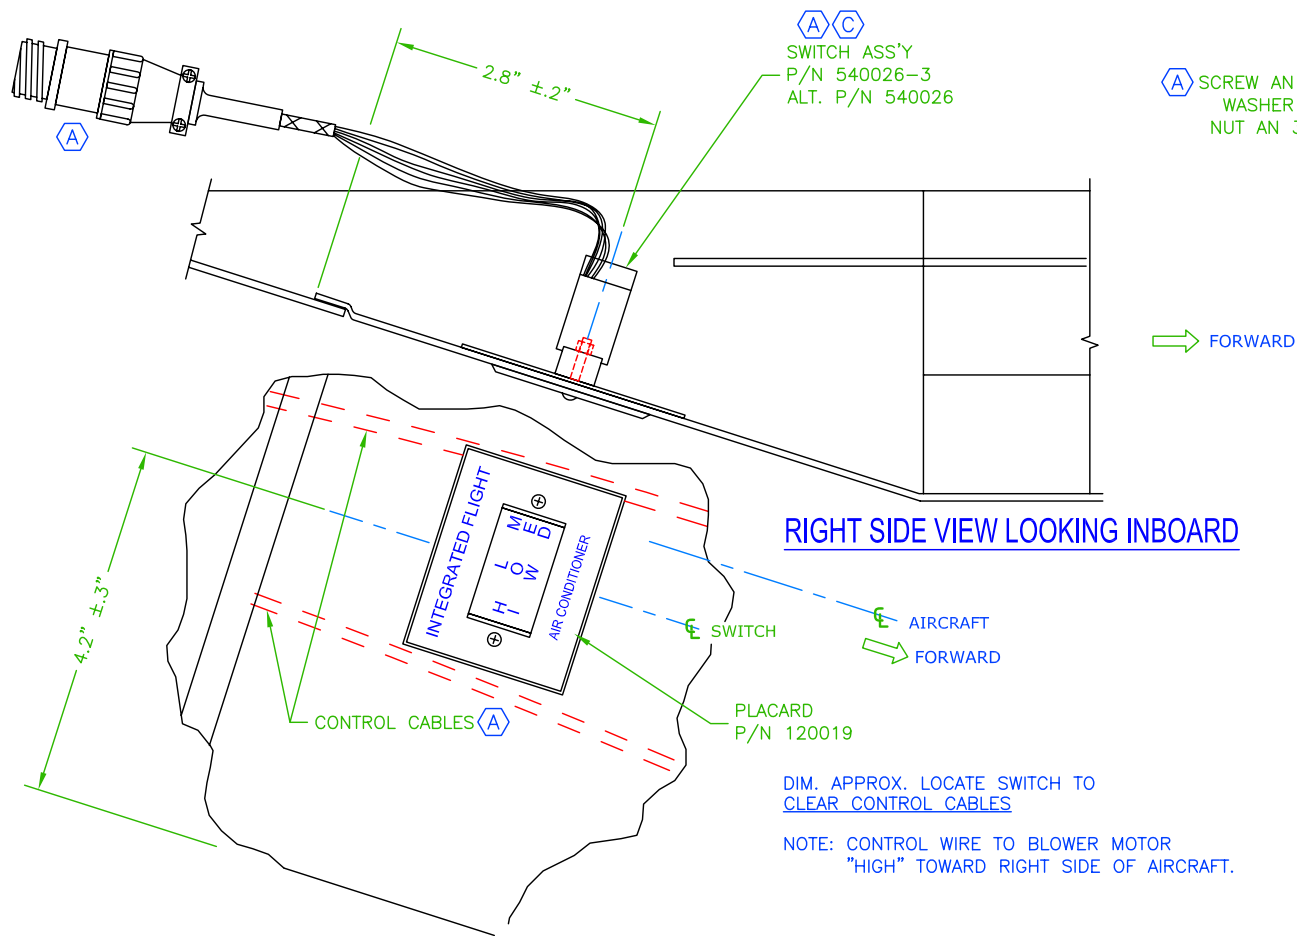 A C
SWITCH ASS'Y
P/N 540026-3
ALT. P/N 540026
2.8" ±.2"
A
A SCREW AN
WASHER
NUT AN
FORWARD
RIGHT SIDE VIEW LOOKING INBOARD
INTEGRATED FLIGHT
MED
LOW
HI
AIR CONDITIONER
4.2" ±.3"
℄ SWITCH
℄ AIRCRAFT
FORWARD
CONTROL CABLES A
PLACARD
P/N 120019
DIM. APPROX. LOCATE SWITCH TO
CLEAR CONTROL CABLES
NOTE: CONTROL WIRE TO BLOWER MOTOR
"HIGH" TOWARD RIGHT SIDE OF AIRCRAFT.